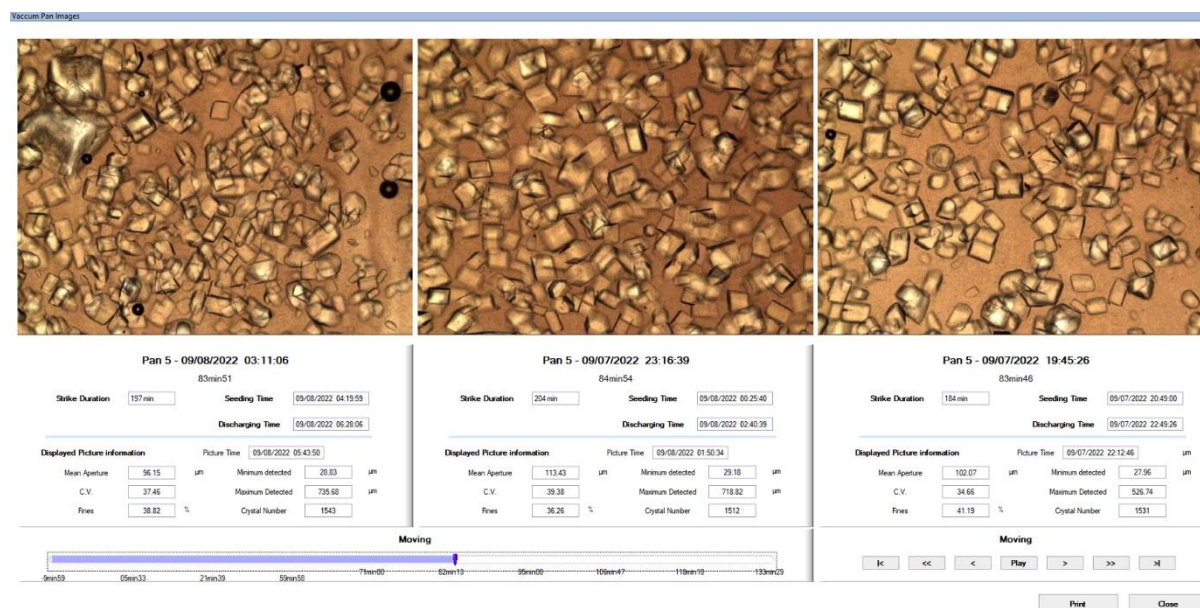 Vaccum Pan Images
Pan 5 - 09/08/2022 03:11:06
83min51
Strike Duration 197 min Seeding Time 09/08/2022 04:19:59
Discharging Time 09/08/2022 06:28:06
Displayed Picture information Picture Time 09/08/2022 05:43:50
Mean Aperture 96.15 µm Minimum detected 28.83 µm
C.V. 37.46 Maximum Detected 735.68 µm
Fines 38.82 % Crystal Number 1543
Pan 5 - 09/07/2022 23:16:39
84min54
Strike Duration 204 min Seeding Time 09/08/2022 00:25:40
Discharging Time 09/08/2022 02:40:39
Displayed Picture information Picture Time 09/08/2022 01:50:34
Mean Aperture 113.43 µm Minimum detected 29.18 µm
C.V. 39.38 Maximum Detected 718.82 µm
Fines 36.26 % Crystal Number 1512
Pan 5 - 09/07/2022 19:45:26
83min46
Strike Duration 184 min Seeding Time 09/07/2022 20:49:00
Discharging Time 09/07/2022 22:49:26
Displayed Picture information Picture Time 09/07/2022 22:12:46 µm
Mean Aperture 102.07 µm Minimum detected 27.96 µm
C.V. 34.66 Maximum Detected 526.74 µm
Fines 41.19 % Crystal Number 1531
Moving
-9min59 05min33 21min39 59min58 71min00 82min13 95min00 106min47 118min10 133min29
Moving
|< << < Play > >> >|
Print Close